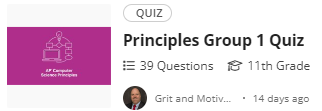 QUIZ
Principles Group 1 Quiz
AP Computer
Science Principles
39 Questions 11th Grade
Grit and Motiv... • 14 days ago